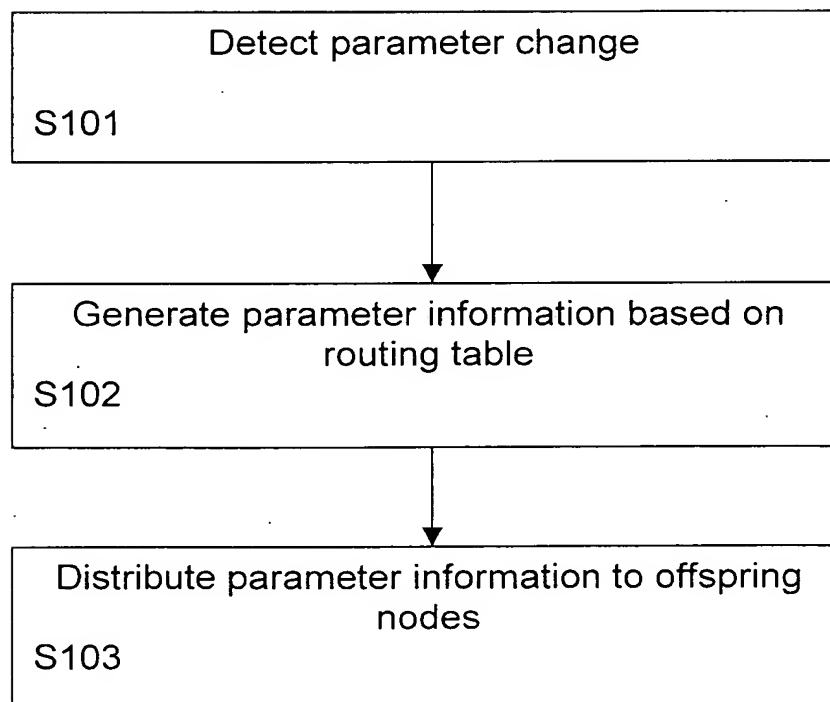 Detect parameter change
S101
Generate parameter information based on
routing table
S102
Distribute parameter information to offspring
nodes
S103